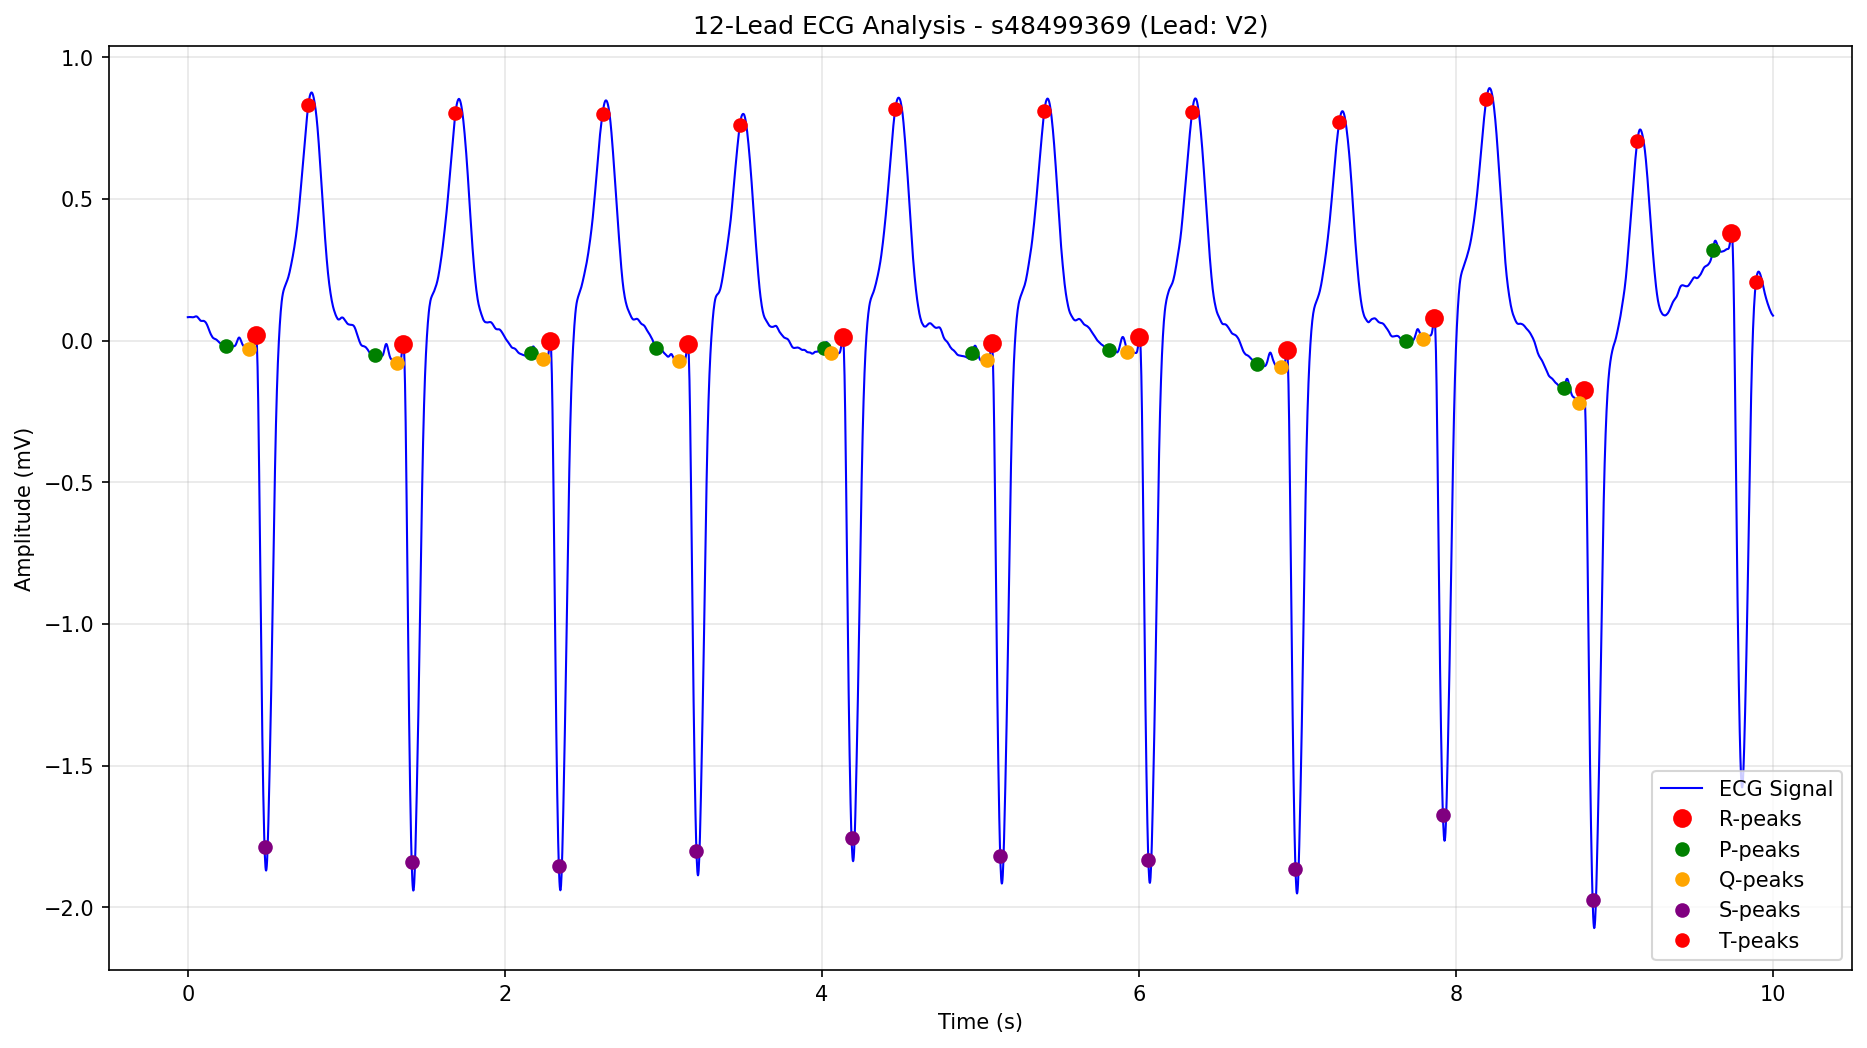 12-Lead ECG Analysis - s48499369 (Lead: V2)
1.0
0.5
0.0
−0.5
−1.0
−1.5
−2.0
Amplitude (mV)
0 2 4 6 8 10
Time (s)
ECG Signal
R-peaks
P-peaks
Q-peaks
S-peaks
T-peaks